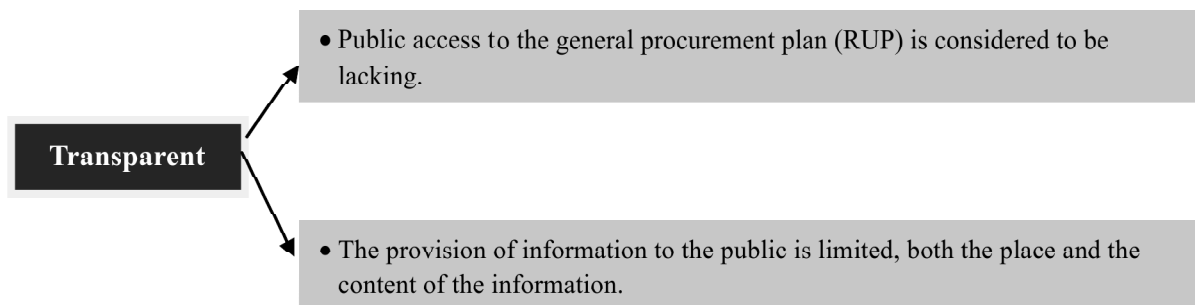 • Public access to the general procurement plan (RUP) is considered to be
lacking.
Transparent
• The provision of information to the public is limited, both the place and the
content of the information.